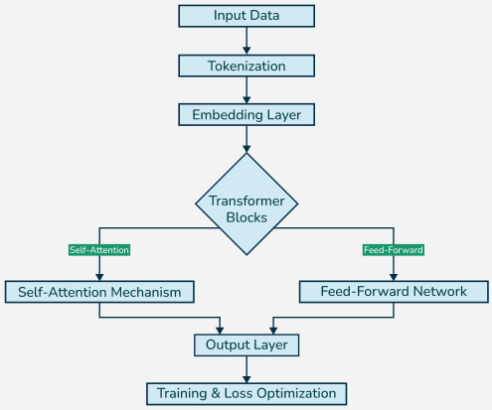 Input Data
Tokenization
Embedding Layer
Transformer
Blocks
Self-Attention
Feed-Forward
Self-Attention Mechanism
Feed-Forward Network
Output Layer
Training & Loss Optimization